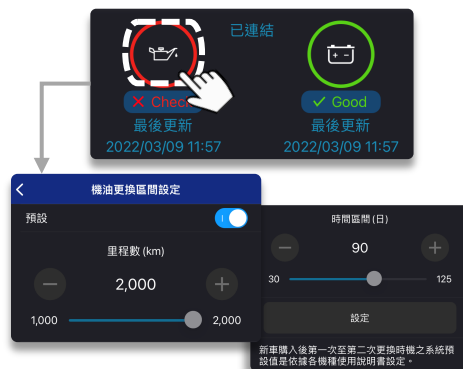 已連結
✕ Check
✓ Good
最後更新
最後更新
2022/03/09 11:57
2022/03/09 11:57
機油更換區間設定
預設
里程數 (km)
2,000
1,000
2,000
時間區間 (日)
90
30
125
設定
新車購入後第一次至第二次更換時機之系統預
設值是依據各機種使用說明書設定。